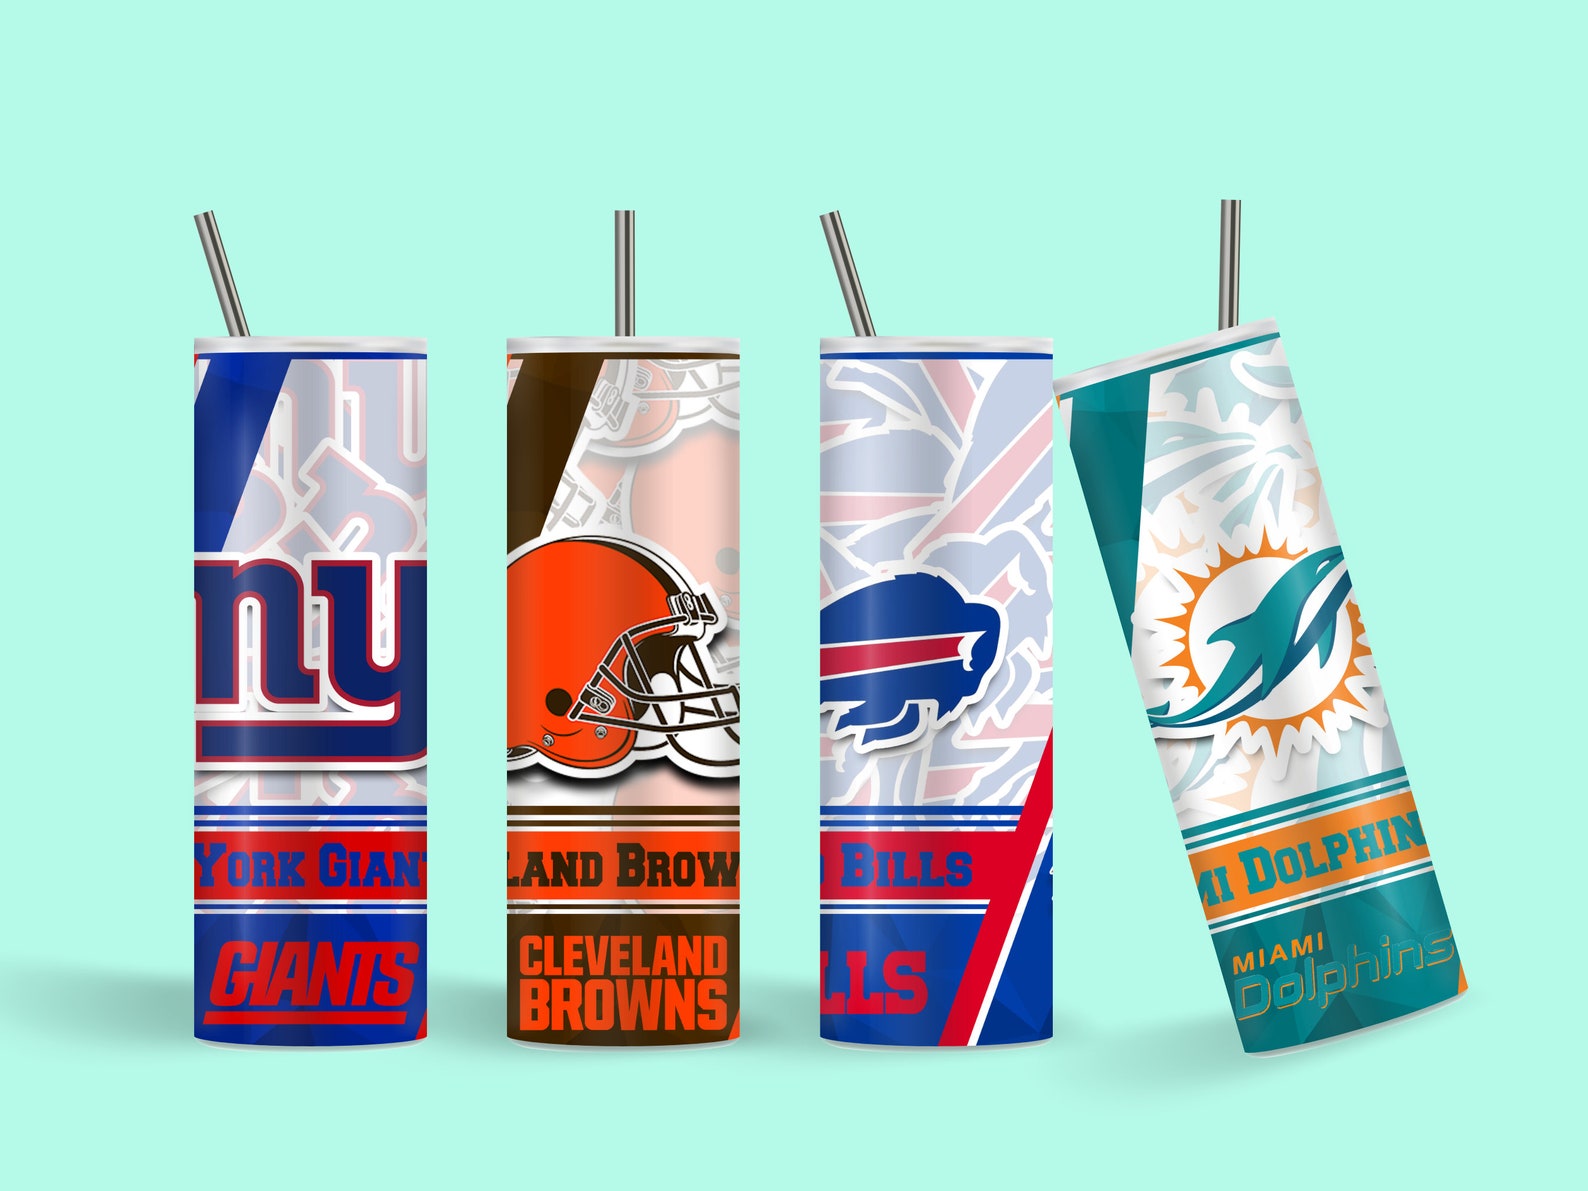 ny
YORK GIANT
GIANTS
LAND BROW
CLEVELAND
BROWNS
BILLS
LLS
MI DOLPHIN
MIAMI
Dolphins